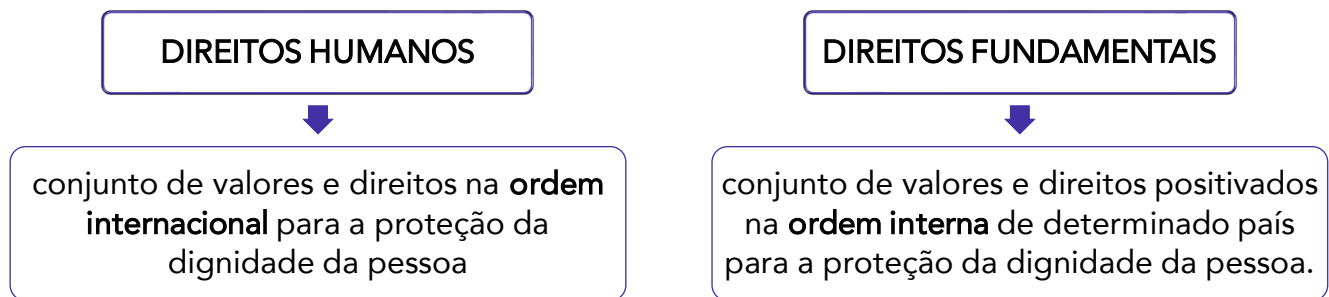 DIREITOS HUMANOS
conjunto de valores e direitos na ordem
internacional para a proteção da
dignidade da pessoa
DIREITOS FUNDAMENTAIS
conjunto de valores e direitos positivados
na ordem interna de determinado país
para a proteção da dignidade da pessoa.